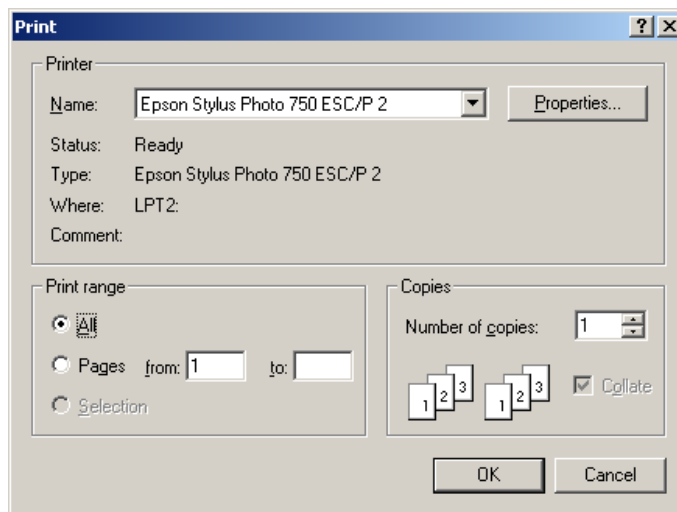 Print
Printer
Name: Epson Stylus Photo 750 ESC/P 2 Properties...
Status: Ready
Type: Epson Stylus Photo 750 ESC/P 2
Where: LPT2:
Comment:
Print range
All
Pages from: 1 to:
Selection
Copies
Number of copies: 1
1 2 3 1 2 3 Collate
OK Cancel